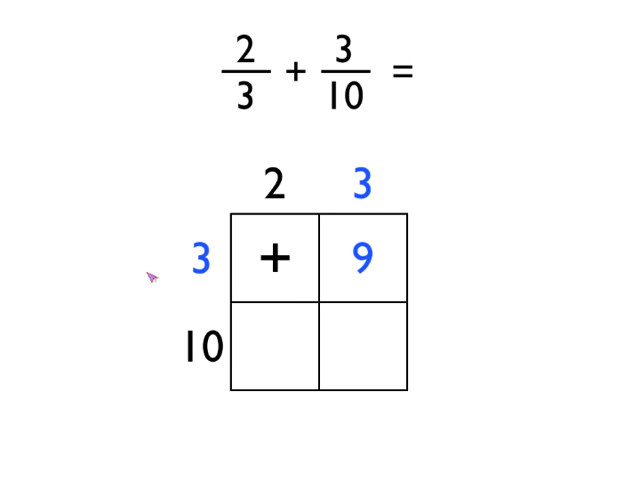 2/3 + 3/10 =
2 3
3 + 9
10